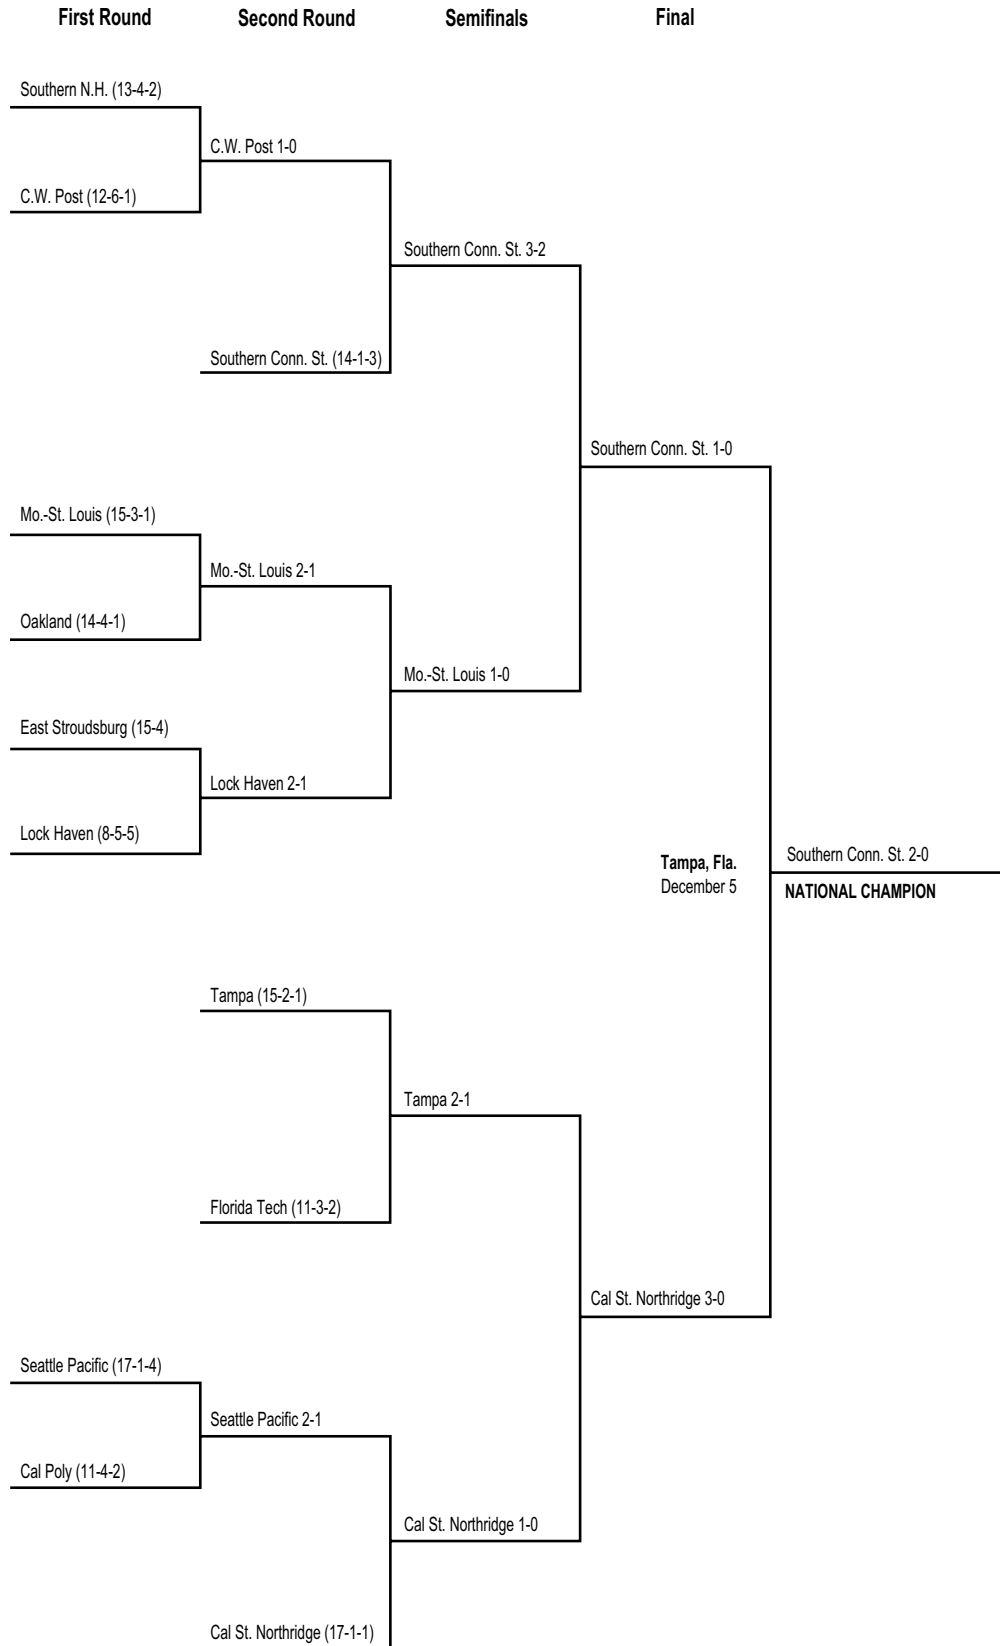 First Round Second Round Semifinals Final
Southern N.H. (13-4-2)
C.W. Post 1-0
C.W. Post (12-6-1)
Southern Conn. St. 3-2
Southern Conn. St. (14-1-3)
Southern Conn. St. 1-0
Mo.-St. Louis (15-3-1)
Mo.-St. Louis 2-1
Oakland (14-4-1)
Mo.-St. Louis 1-0
East Stroudsburg (15-4)
Lock Haven 2-1
Lock Haven (8-5-5)
Southern Conn. St. 2-0
Tampa, Fla.
December 5
NATIONAL CHAMPION
Tampa (15-2-1)
Tampa 2-1
Florida Tech (11-3-2)
Cal St. Northridge 3-0
Seattle Pacific (17-1-4)
Seattle Pacific 2-1
Cal Poly (11-4-2)
Cal St. Northridge 1-0
Cal St. Northridge (17-1-1)